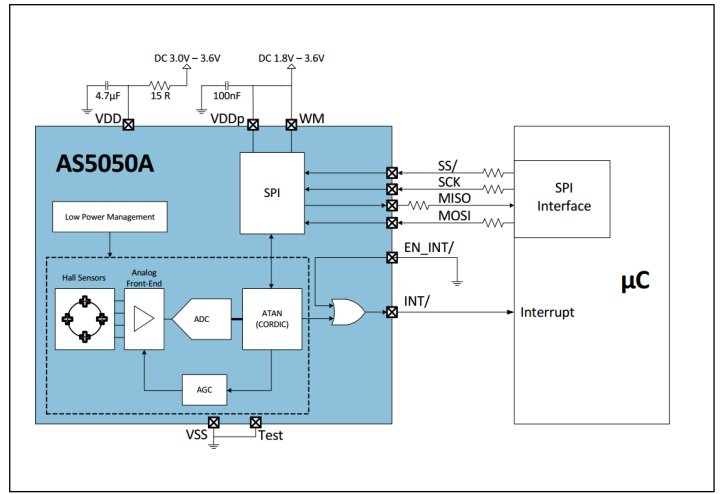 DC 3.0V – 3.6V
DC 1.8V – 3.6V
4.7µF
15 R
100nF
VDD
VDDp
WM
AS5050A
SPI
SS/
SCK
MISO
MOSI
SPI
Interface
Low Power Management
EN_INT/
µC
Hall Sensors
Analog
Front-End
ADC
ATAN
(CORDIC)
INT/
Interrupt
AGC
VSS
Test